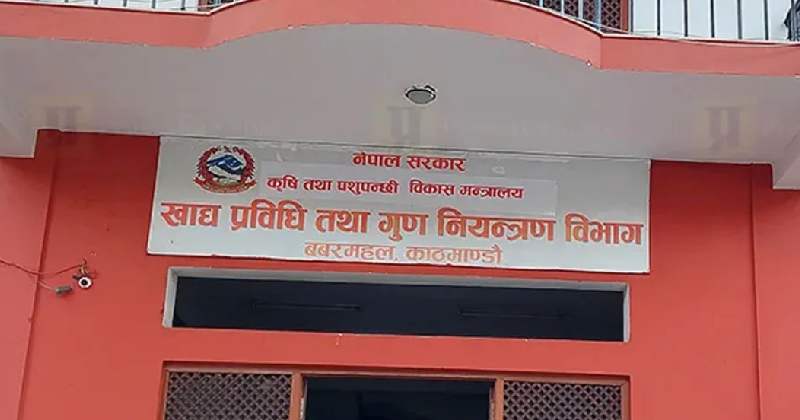 नेपाल सरकार
कृषि तथा पशुपन्छी विकास मन्त्रालय
खाद्य प्रविधि तथा गुण नियन्त्रण विभाग
बबरमहल, काठमाण्डौ